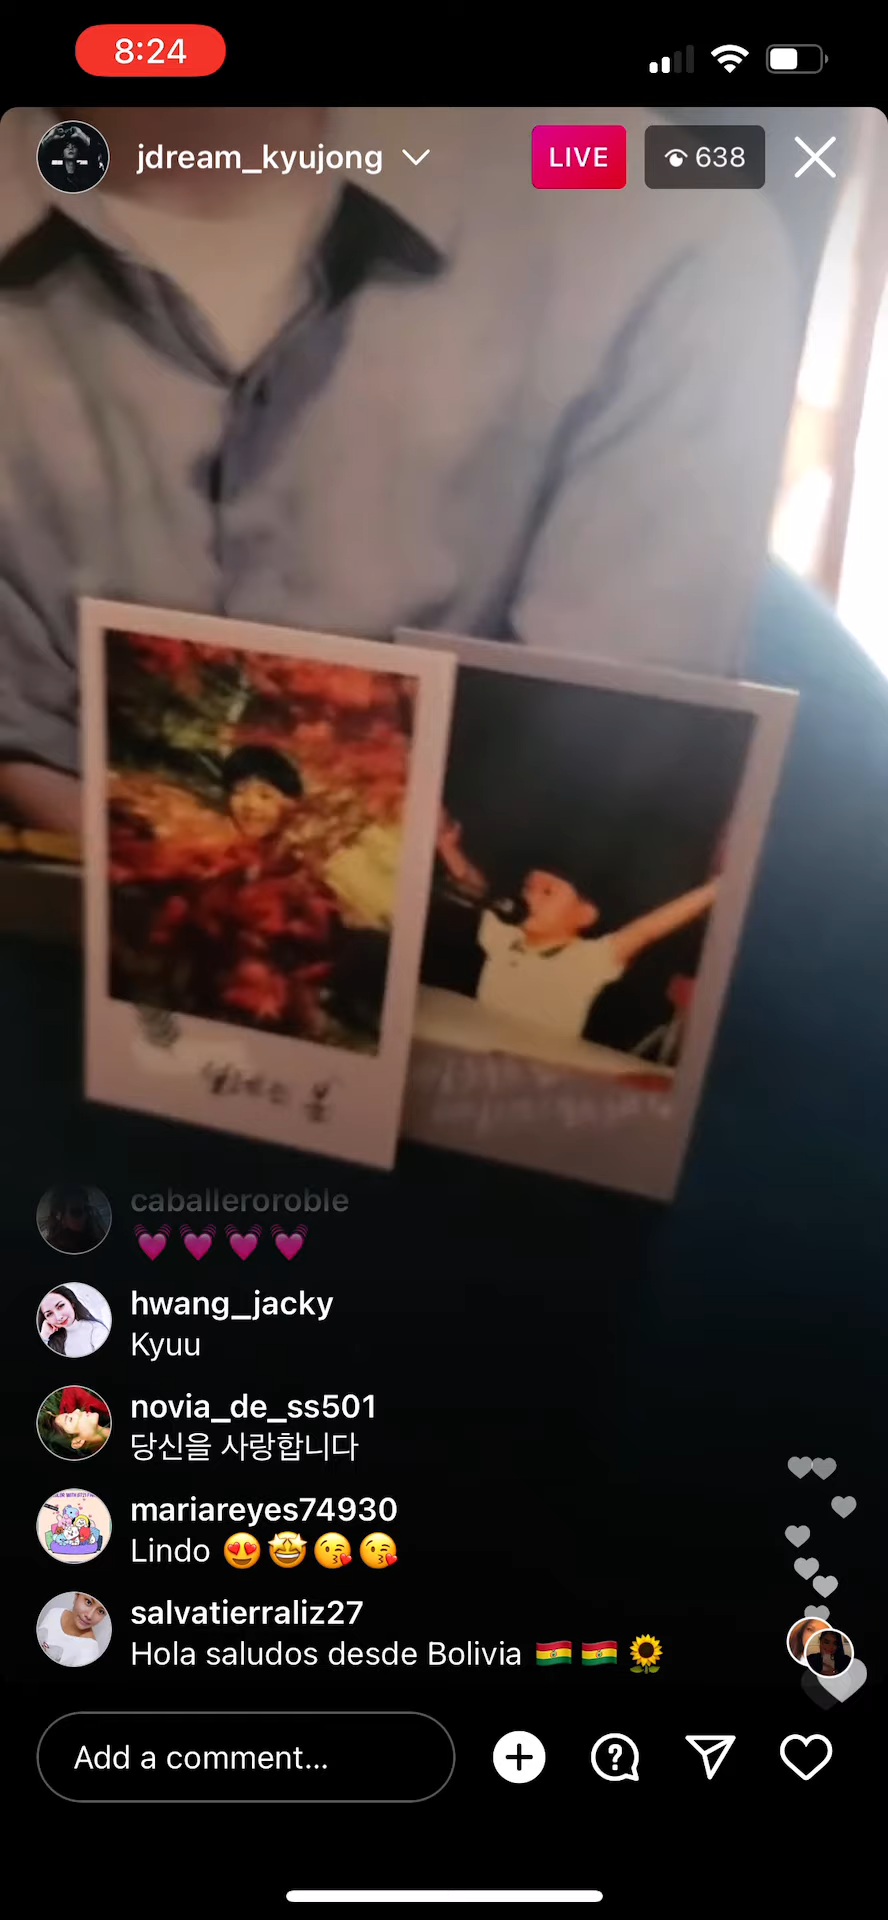 8:24
jdream_kyujong
LIVE
638
caballeroroble
💓 💓 💓 💓
hwang_jacky
Kyuu
novia_de_ss501
당신을 사랑합니다
mariareyes74930
Lindo 😍 🤩 😘 😘
salvatierraliz27
Hola saludos desde Bolivia 🇧🇴 🇧🇴 🌻
Add a comment...